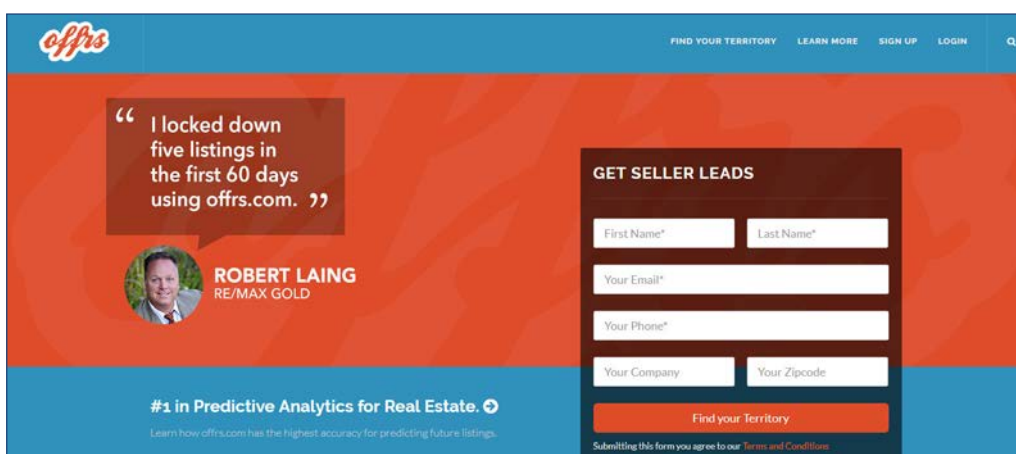 offrs
FIND YOUR TERRITORY LEARN MORE SIGN UP LOGIN
“ I locked down
five listings in
the first 60 days
using offrs.com. ”
ROBERT LAING
RE/MAX GOLD
GET SELLER LEADS
First Name* Last Name*
Your Email*
Your Phone*
Your Company Your Zipcode
Find your Territory
Submitting this form you agree to our Terms and Conditions
#1 in Predictive Analytics for Real Estate.
Learn how offrs.com has the highest accuracy for predicting future listings.